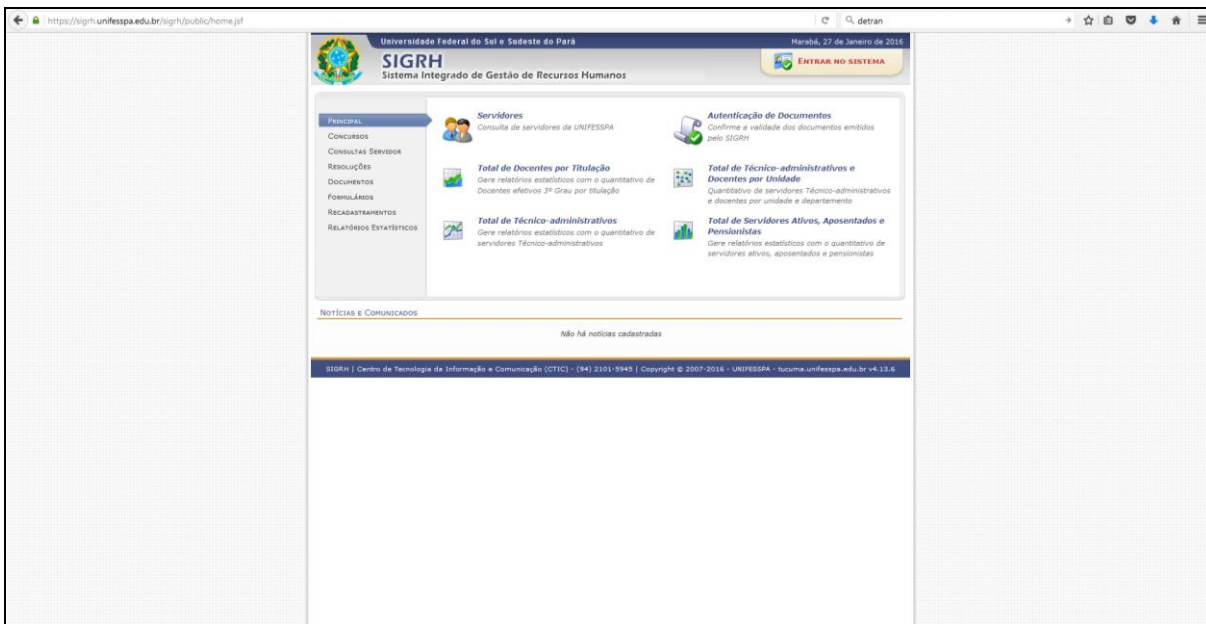 https://sigrh.unifesspa.edu.br/sigrh/public/home.jsf
detran
Universidade Federal do Sul e Sudeste do Pará
Marabá, 27 de Janeiro de 2016
SIGRH
Sistema Integrado de Gestão de Recursos Humanos
ENTRAR NO SISTEMA
PRINCIPAL
CONCURSOS
CONSULTAS SERVIDOR
RESOLUÇÕES
DOCUMENTOS
FORMULÁRIOS
RECADASTRAMENTOS
RELATÓRIOS ESTATÍSTICOS
Servidores
Consulta de servidores da UNIFESSPA
Autenticação de Documentos
Confirme a validade dos documentos emitidos
pelo SIGRH
Total de Docentes por Titulação
Gere relatórios estatísticos com o quantitativo de
Docentes efetivos 3º Grau por titulação
Total de Técnico-administrativos e
Docentes por Unidade
Quantitativo de servidores Técnico-administrativos
e docentes por unidade e departamento
Total de Técnico-administrativos
Gere relatórios estatísticos com o quantitativo de
servidores Técnico-administrativos
Total de Servidores Ativos, Aposentados e
Pensionistas
Gere relatórios estatísticos com o quantitativo de
servidores ativos, aposentados e pensionistas
NOTÍCIAS E COMUNICADOS
Não há notícias cadastradas
SIGRH | Centro de Tecnologia da Informação e Comunicação (CTIC) - (94) 2101-5945 | Copyright © 2007-2016 - UNIFESSPA - tucuma.unifesspa.edu.br v4.13.6